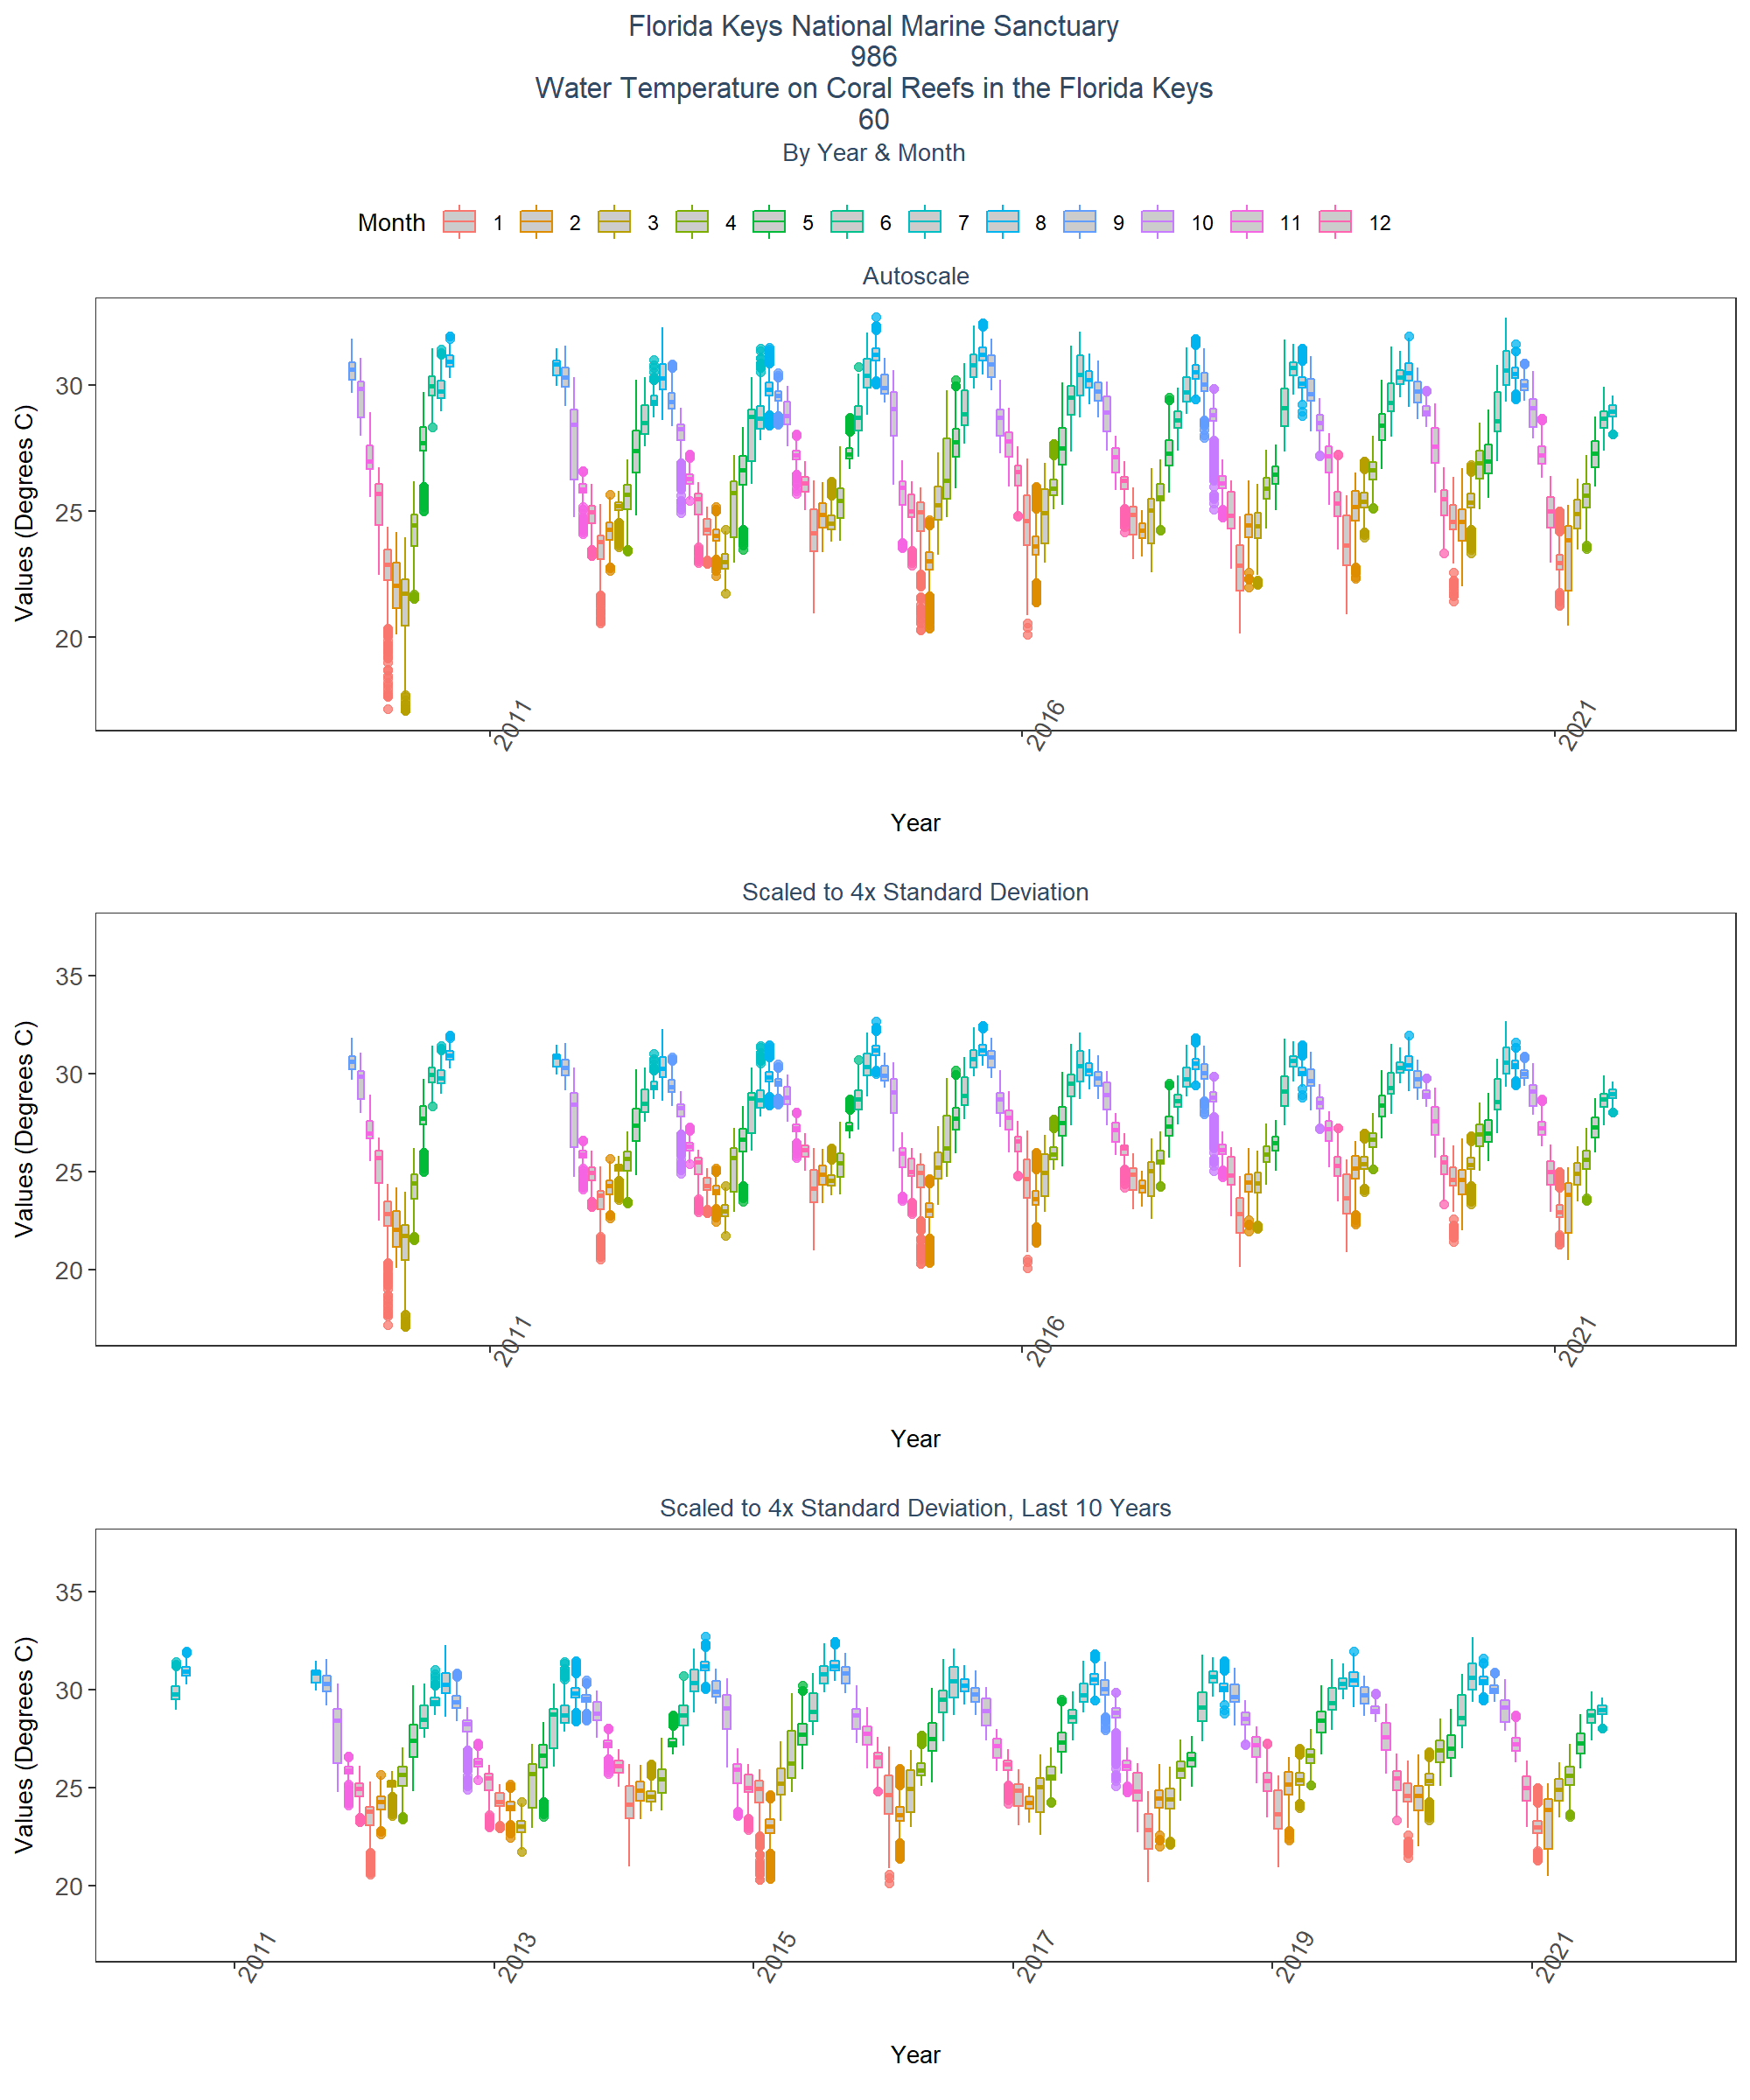 Florida Keys National Marine Sanctuary
986
Water Temperature on Coral Reefs in the Florida Keys
60
By Year & Month
Month 1 2 3 4 5 6 7 8 9 10 11 12
Autoscale
Values (Degrees C)
30
25
20
2011 2016 2021
Year
Scaled to 4x Standard Deviation
Values (Degrees C)
35
30
25
20
2011 2016 2021
Year
Scaled to 4x Standard Deviation, Last 10 Years
Values (Degrees C)
35
30
25
20
2011 2013 2015 2017 2019 2021
Year